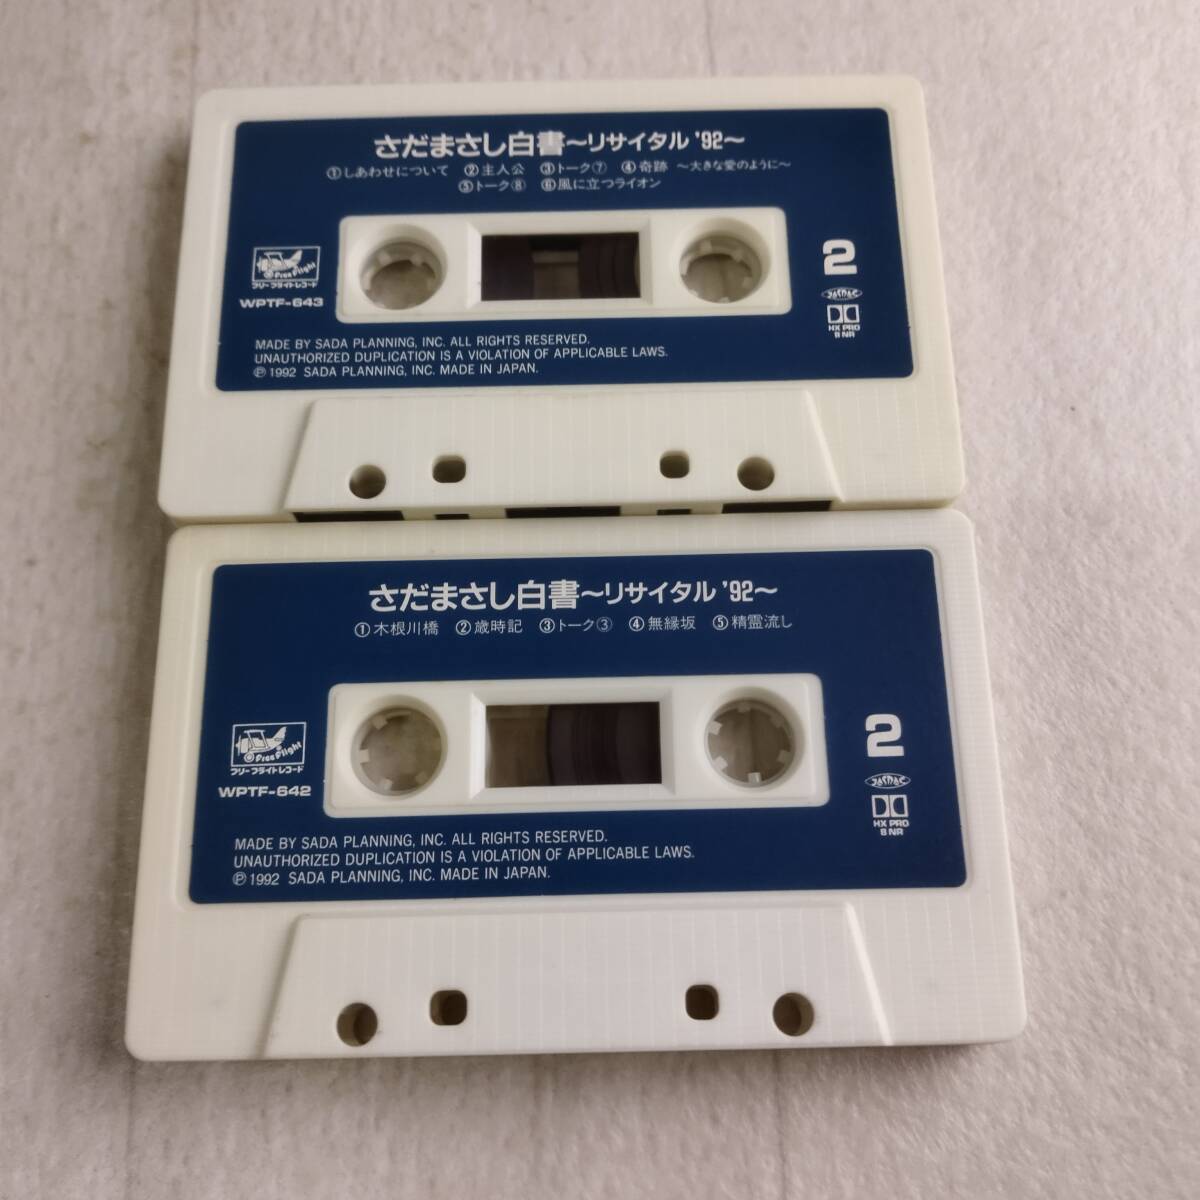 さだまさし白書～リサイタル '92～
①しあわせについて ②主人公 ③トーク⑦ ④奇跡 ～大きな愛のように～
⑤トーク⑧ ⑥風に立つライオン
Free Flight
フリーフライトレコード
WPTF-643
2
JASRAC
HX PRO
B NR
MADE BY SADA PLANNING, INC. ALL RIGHTS RESERVED.
UNAUTHORIZED DUPLICATION IS A VIOLATION OF APPLICABLE LAWS.
Ⓟ 1992 SADA PLANNING, INC. MADE IN JAPAN.
さだまさし白書～リサイタル '92～
①木根川橋 ②歳時記 ③トーク③ ④無縁坂 ⑤精霊流し
Free Flight
フリーフライトレコード
WPTF-642
2
JASRAC
HX PRO
B NR
MADE BY SADA PLANNING, INC. ALL RIGHTS RESERVED.
UNAUTHORIZED DUPLICATION IS A VIOLATION OF APPLICABLE LAWS.
Ⓟ 1992 SADA PLANNING, INC. MADE IN JAPAN.